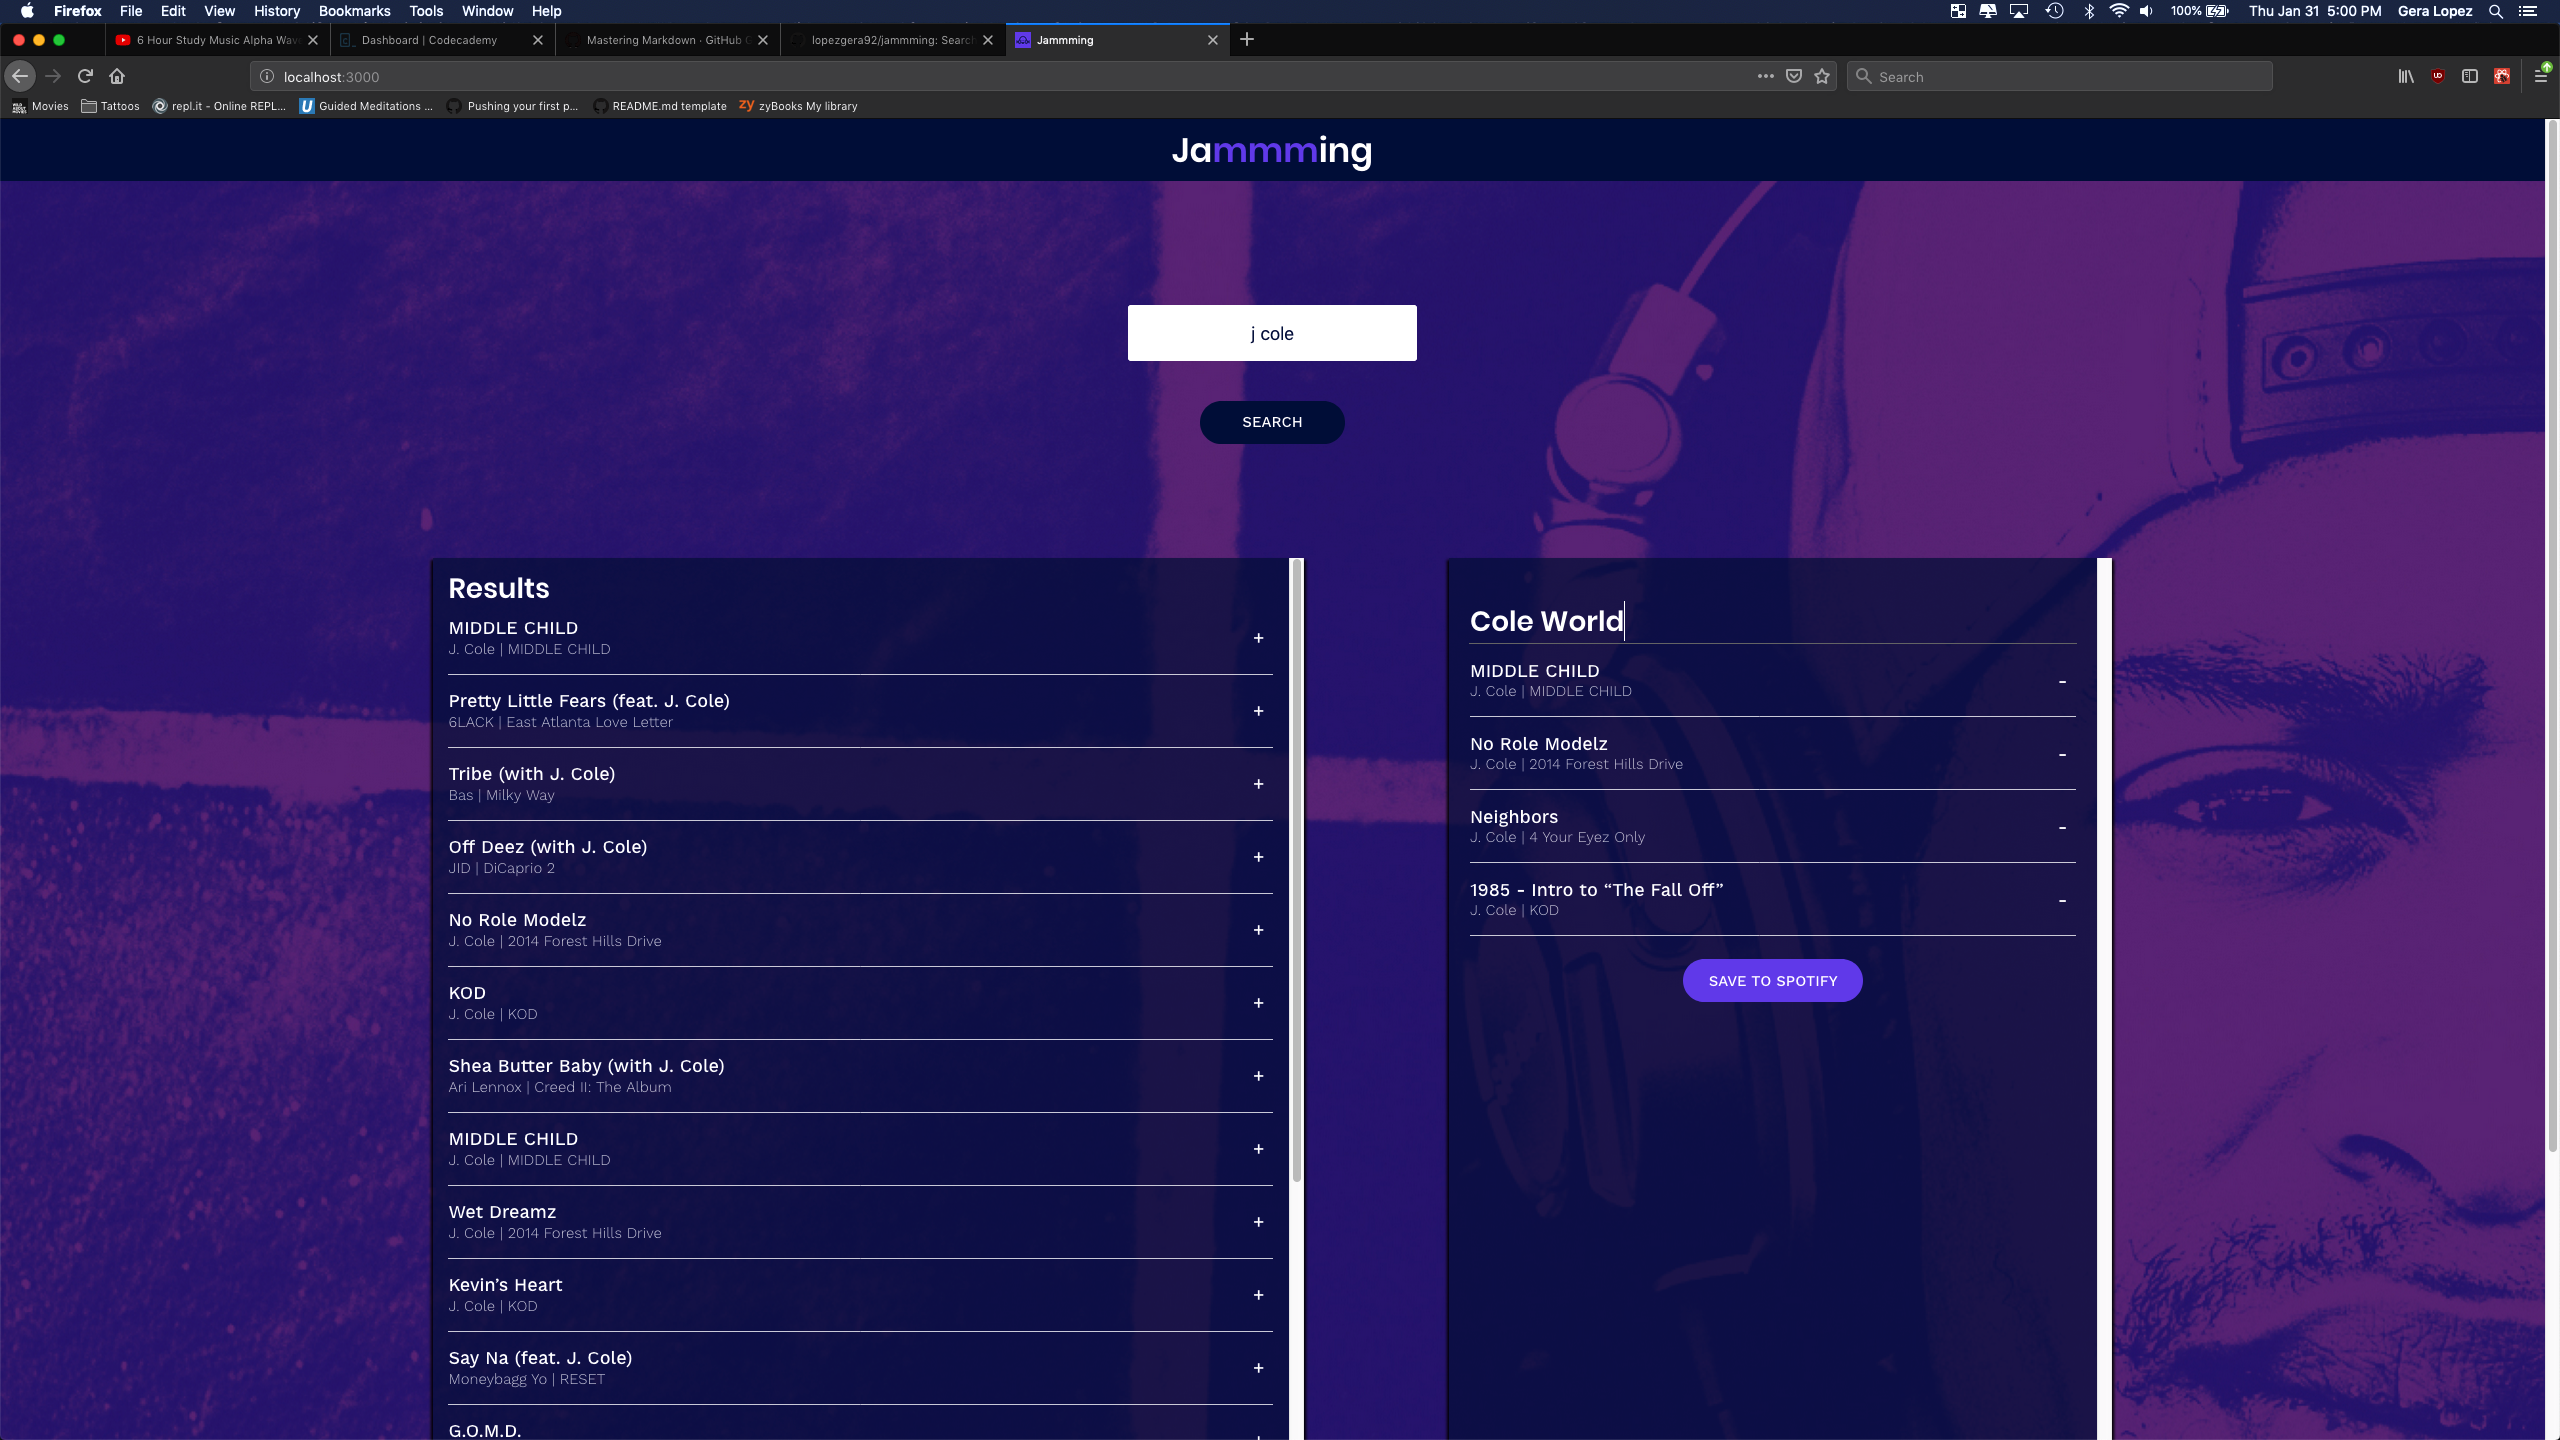 Firefox File Edit View History Bookmarks Tools Window Help 100% Thu Jan 31 5:00 PM Gera Lopez
6 Hour Study Music Alpha Wav Dashboard | Codecademy Mastering Markdown · GitHub G lopezgera92/jammming: Search Jammming
localhost:3000 Search
Movies Tattoos repl.it - Online REPL... Guided Meditations ... Pushing your first p... README.md template zyBooks My library
Jammming
j cole
SEARCH
Results
MIDDLE CHILD
J. Cole | MIDDLE CHILD
+
Pretty Little Fears (feat. J. Cole)
6LACK | East Atlanta Love Letter
+
Tribe (with J. Cole)
Bas | Milky Way
+
Off Deez (with J. Cole)
JID | DiCaprio 2
+
No Role Modelz
J. Cole | 2014 Forest Hills Drive
+
KOD
J. Cole | KOD
+
Shea Butter Baby (with J. Cole)
Ari Lennox | Creed II: The Album
+
MIDDLE CHILD
J. Cole | MIDDLE CHILD
+
Wet Dreamz
J. Cole | 2014 Forest Hills Drive
+
Kevin’s Heart
J. Cole | KOD
+
Say Na (feat. J. Cole)
Moneybagg Yo | RESET
+
G.O.M.D.
Cole World
MIDDLE CHILD
J. Cole | MIDDLE CHILD
-
No Role Modelz
J. Cole | 2014 Forest Hills Drive
-
Neighbors
J. Cole | 4 Your Eyez Only
-
1985 - Intro to “The Fall Off”
J. Cole | KOD
-
SAVE TO SPOTIFY